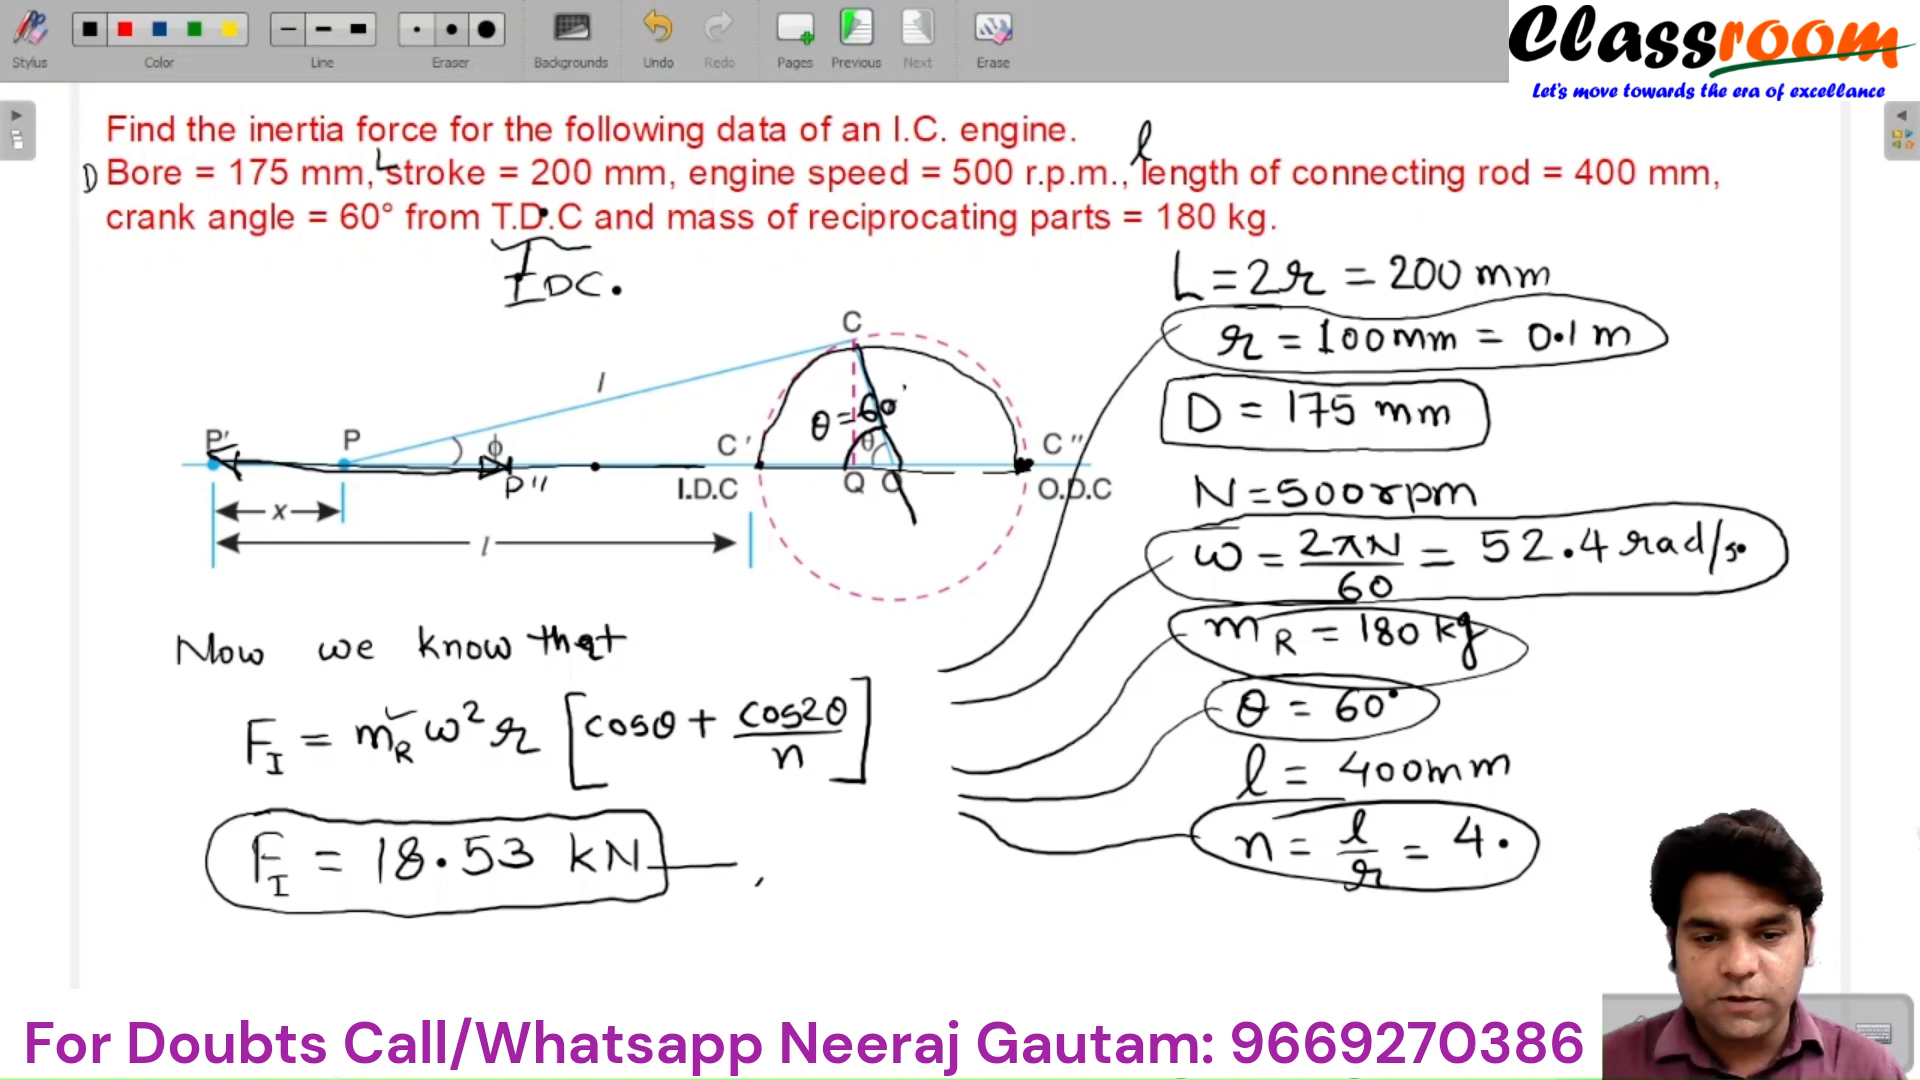 Stylus
Color
Line
Eraser
Backgrounds
Undo
Redo
Pages
Previous
Next
Erase
Classroom
Let's move towards the era of excellance
Find the inertia force for the following data of an I.C. engine.
D Bore = 175 mm, L stroke = 200 mm, engine speed = 500 r.p.m., l length of connecting rod = 400 mm,
crank angle = 60° from T.D.C and mass of reciprocating parts = 180 kg.
IDC.
L = 2r = 200 mm
r = 100mm = 0.1 m
D = 175 mm
N = 500 rpm
ω = 2πN/60 = 52.4 rad/s.
mR = 180 kg
θ = 60°
l = 400mm
n = l/r = 4.
C
l
θ = 60°
P' P ϕ C' θ C''
P'' I.D.C Q O O.D.C
x
l
Now we know that
FI = mR ω² r [cosθ + cos2θ/n]
FI = 18.53 kN
For Doubts Call/Whatsapp Neeraj Gautam: 9669270386